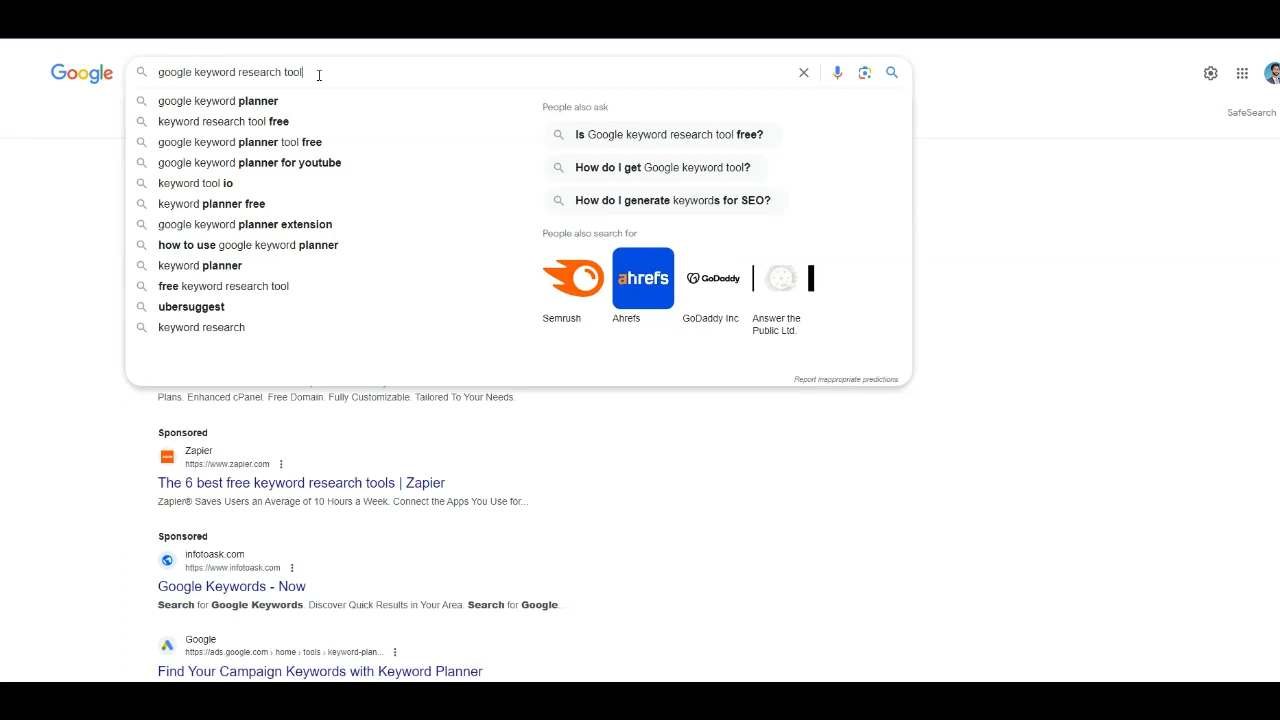 Google
google keyword research tool
SafeSearch
google keyword planner
keyword research tool free
google keyword planner tool free
google keyword planner for youtube
keyword tool io
keyword planner free
google keyword planner extension
how to use google keyword planner
keyword planner
free keyword research tool
ubersuggest
keyword research
People also ask
Is Google keyword research tool free?
How do I get Google keyword tool?
How do I generate keywords for SEO?
People also search for
ahrefs
GoDaddy
Semrush
Ahrefs
GoDaddy Inc
Answer the
Public Ltd.
Report inappropriate predictions
Plans. Enhanced cPanel. Free Domain. Fully Customizable. Tailored To Your Needs.
Sponsored
Zapier
https://www.zapier.com
The 6 best free keyword research tools | Zapier
Zapier® Saves Users an Average of 10 Hours a Week. Connect the Apps You Use for...
Sponsored
infotoask.com
https://www.infotoask.com
Google Keywords - Now
Search for Google Keywords. Discover Quick Results in Your Area. Search for Google.
Google
https://ads.google.com › home › tools › keyword-plan...
Find Your Campaign Keywords with Keyword Planner